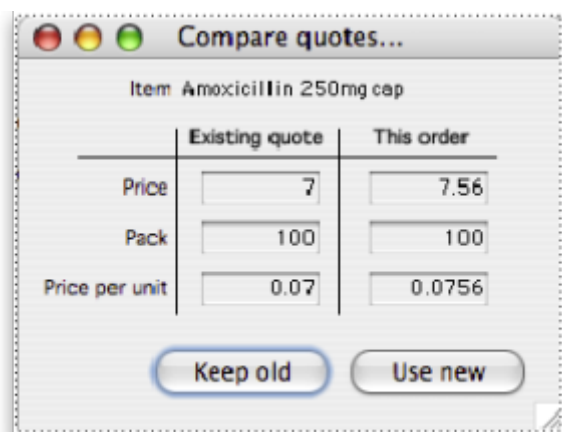 Compare quotes...
Item Amoxicillin 250mg cap
Existing quote This order
Price 7 7.56
Pack 100 100
Price per unit 0.07 0.0756
Keep old Use new